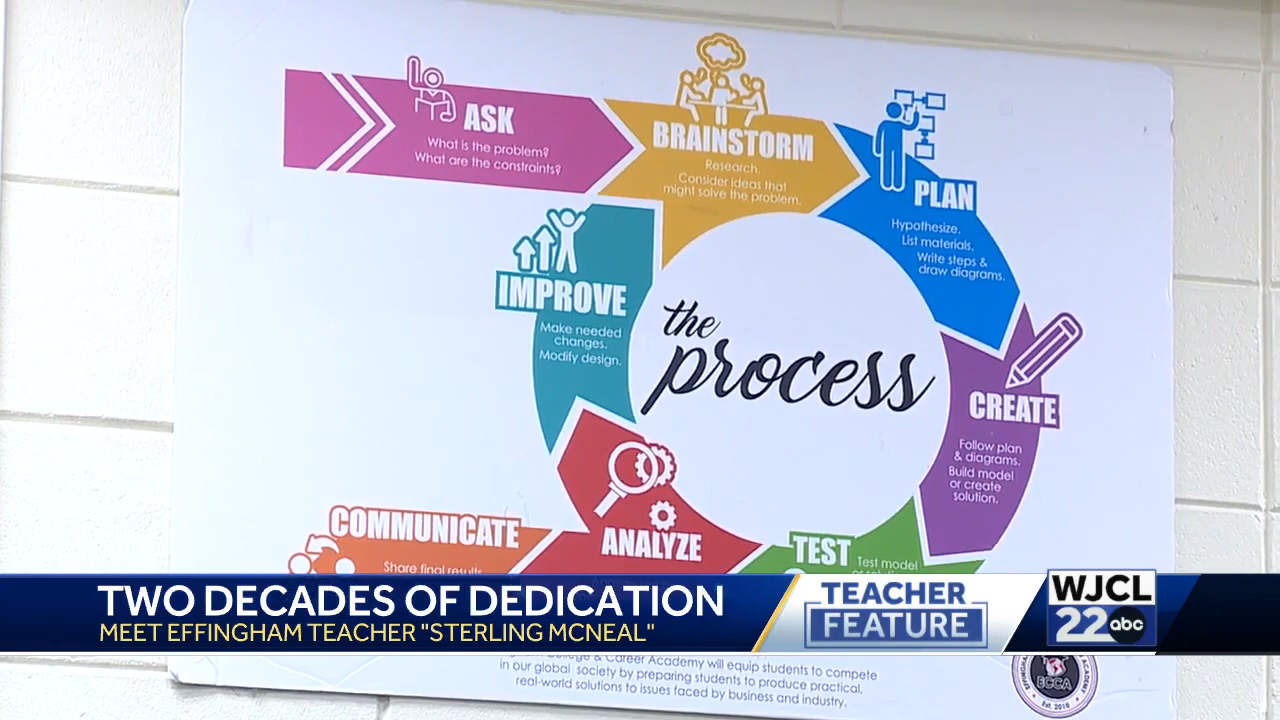 ASK
What is the problem?
What are the constraints?
BRAINSTORM
Research.
Consider ideas that
might solve the problem.
PLAN
Hypothesize.
List materials.
Write steps &
draw diagrams.
CREATE
Follow plan
& diagrams.
Build model
or create
solution.
TEST
Test model
ANALYZE
IMPROVE
Make needed
changes.
Modify design.
COMMUNICATE
Share final results
the
process
TWO DECADES OF DEDICATION
MEET EFFINGHAM TEACHER "STERLING MCNEAL"
TEACHER
FEATURE
WJCL
22 abc
College & Career Academy will equip students to compete
in our global society by preparing students to produce practical,
real-world solutions to issues faced by business and industry.
ECCA
Est. 2010